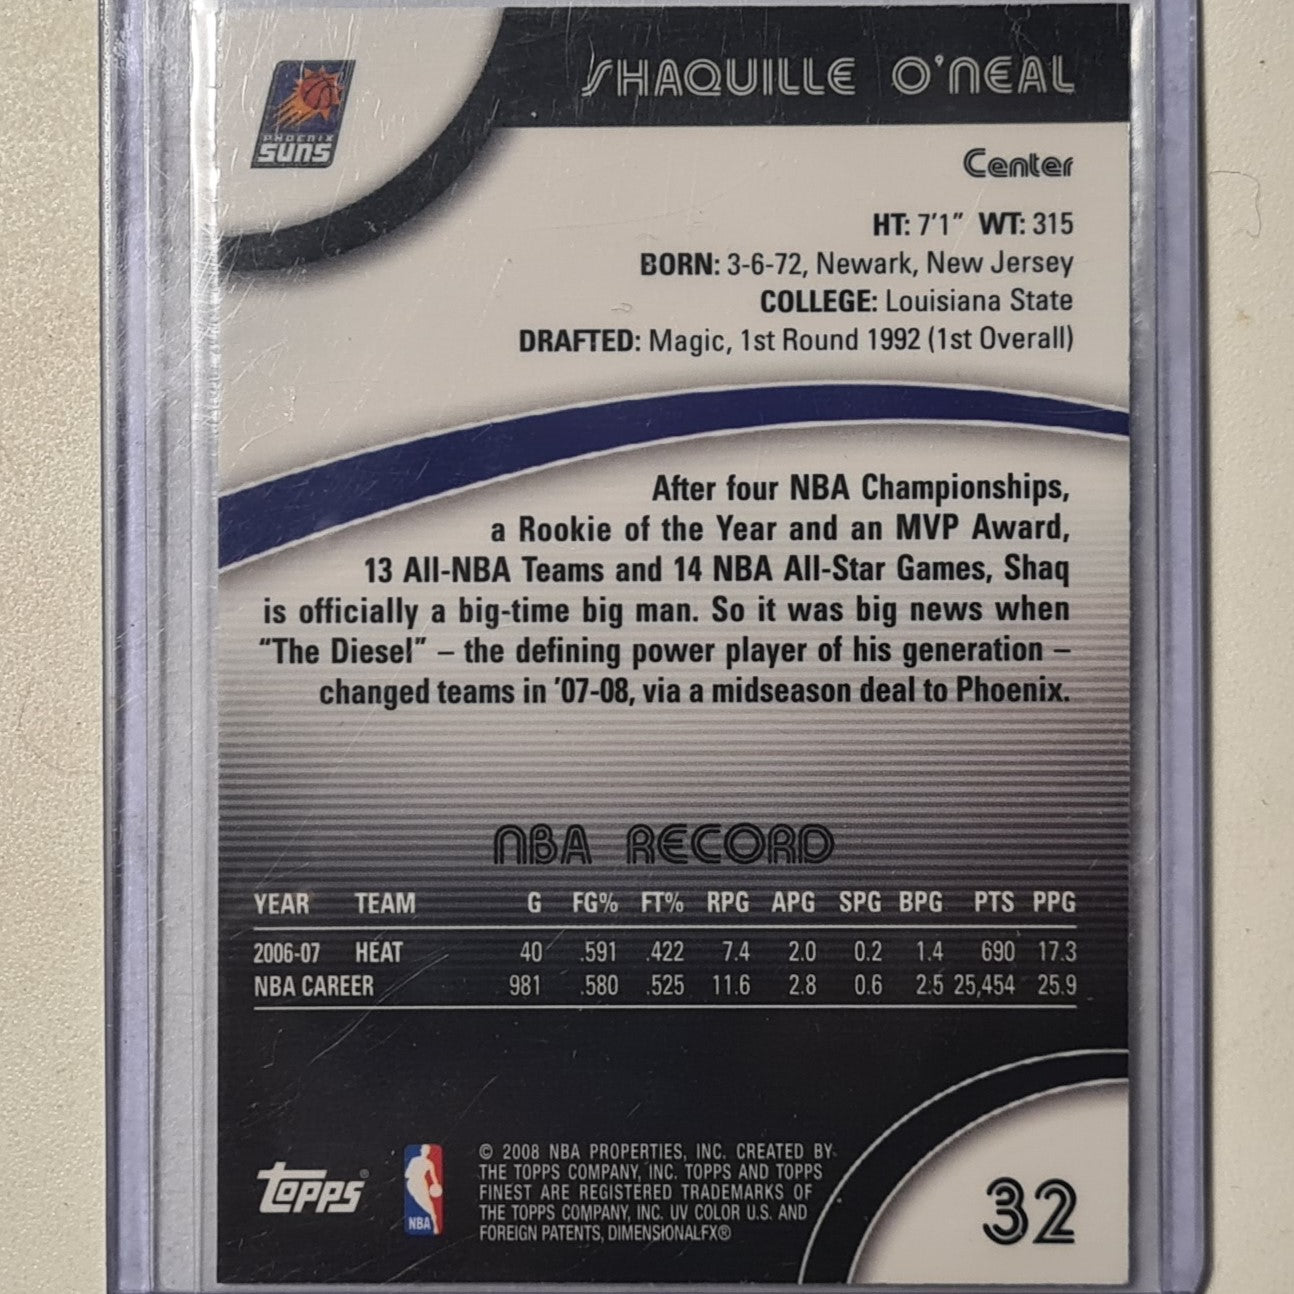 PHOENIX
SUNS
SHAQUILLE O'NEAL
Center
HT: 7'1" WT: 315
BORN: 3-6-72, Newark, New Jersey
COLLEGE: Louisiana State
DRAFTED: Magic, 1st Round 1992 (1st Overall)
After four NBA Championships,
a Rookie of the Year and an MVP Award,
13 All-NBA Teams and 14 NBA All-Star Games, Shaq
is officially a big-time big man. So it was big news when
“The Diesel” – the defining power player of his generation –
changed teams in '07-08, via a midseason deal to Phoenix.
NBA RECORD
YEAR TEAM G FG% FT% RPG APG SPG BPG PTS PPG
2006-07 HEAT 40 .591 .422 7.4 2.0 0.2 1.4 690 17.3
NBA CAREER 981 .580 .525 11.6 2.8 0.6 2.5 25,454 25.9
TOPPS®
NBA
© 2008 NBA PROPERTIES, INC. CREATED BY
THE TOPPS COMPANY, INC. TOPPS AND TOPPS
FINEST ARE REGISTERED TRADEMARKS OF
THE TOPPS COMPANY, INC. UV COLOR U.S. AND
FOREIGN PATENTS, DIMENSIONALFX®
32